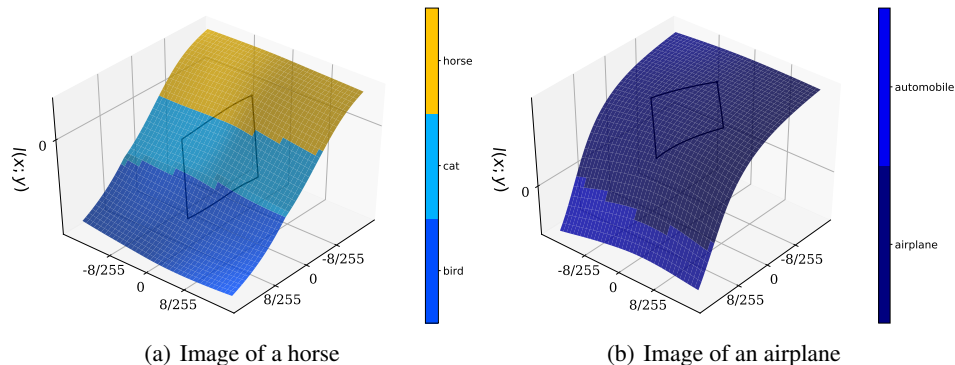 horse
cat
bird
0
l(x; y)
-8/255
0
8/255
8/255
0
-8/255
(a) Image of a horse
automobile
airplane
0
l(x; y)
-8/255
0
8/255
8/255
0
-8/255
(b) Image of an airplane